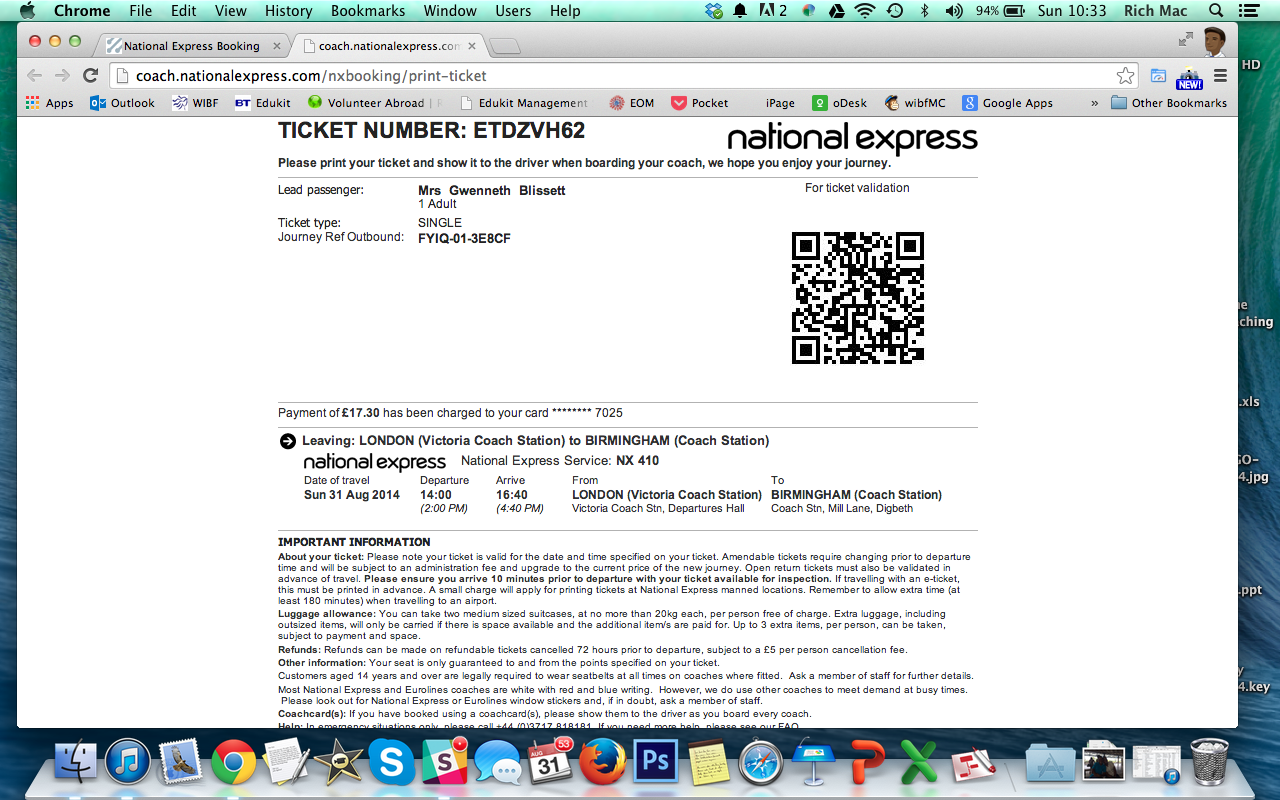 Chrome File Edit View History Bookmarks Window Users Help 2 94% Sun 10:33 Rich Mac
National Express Booking coach.nationalexpress.com
coach.nationalexpress.com/nxbooking/print-ticket NEW!
Apps Outlook WIBF BT Edukit Volunteer Abroad | Edukit Management EOM Pocket iPage oDesk wibfMC 8 Google Apps » Other Bookmarks
HD
TICKET NUMBER: ETDZVH62
national express
Please print your ticket and show it to the driver when boarding your coach, we hope you enjoy your journey.
Lead passenger: Mrs Gwenneth Blissett
1 Adult
For ticket validation
Ticket type: SINGLE
Journey Ref Outbound: FYIQ-01-3E8CF
ching
Payment of £17.30 has been charged to your card ******** 7025
.xls
Leaving: LONDON (Victoria Coach Station) to BIRMINGHAM (Coach Station)
national express National Express Service: NX 410
4.jpg
Date of travel Departure Arrive From To
Sun 31 Aug 2014 14:00 16:40 LONDON (Victoria Coach Station) BIRMINGHAM (Coach Station)
(2:00 PM) (4:40 PM) Victoria Coach Stn, Departures Hall Coach Stn, Mill Lane, Digbeth
IMPORTANT INFORMATION
About your ticket: Please note your ticket is valid for the date and time specified on your ticket. Amendable tickets require changing prior to departure
time and will be subject to an administration fee and upgrade to the current price of the new journey. Open return tickets must also be validated in
advance of travel. Please ensure you arrive 10 minutes prior to departure with your ticket available for inspection. If travelling with an e-ticket,
this must be printed in advance. A small charge will apply for printing tickets at National Express manned locations. Remember to allow extra time (at
least 180 minutes) when travelling to an airport.
.ppt
Luggage allowance: You can take two medium sized suitcases, at no more than 20kg each, per person free of charge. Extra luggage, including
outsized items, will only be carried if there is space available and the additional item/s are paid for. Up to 3 extra items, per person, can be taken,
subject to payment and space.
Refunds: Refunds can be made on refundable tickets cancelled 72 hours prior to departure, subject to a £5 per person cancellation fee.
Other information: Your seat is only guaranteed to and from the points specified on your ticket.
Customers aged 14 years and over are legally required to wear seatbelts at all times on coaches where fitted. Ask a member of staff for further details.
Most National Express and Eurolines coaches are white with red and blue writing. However, we do use other coaches to meet demand at busy times.
Please look out for National Express or Eurolines window stickers and, if in doubt, ask a member of staff.
4.key
Coachcard(s): If you have booked using a coachcard(s), please show them to the driver as you board every coach.
Help: In emergency situations only, please call +44 (0)3717 818181. If you need more help, please see our FAQ
AUG 31 53 Ps